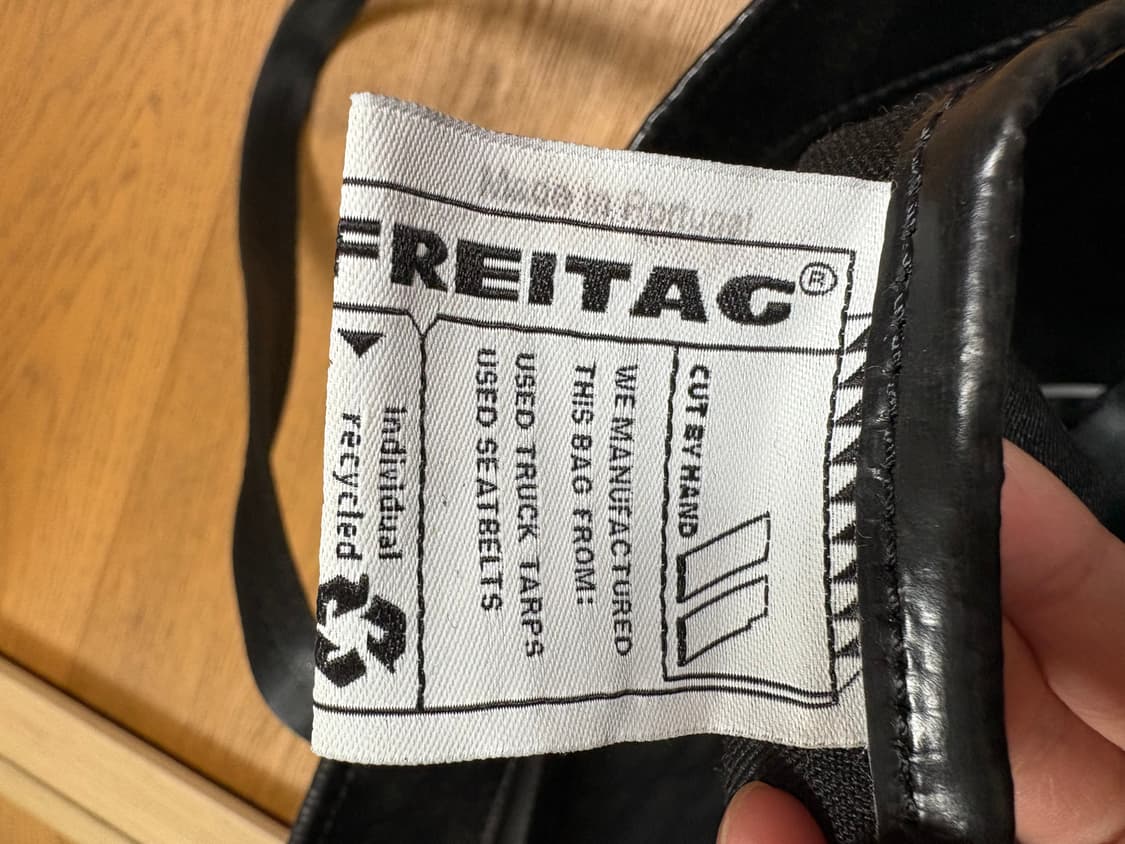 Made in Portugal
FREITAG®
CUT BY HAND
WE MANUFACTURED
THIS BAG FROM:
USED TRUCK TARPS
USED SEATBELTS
individual
recycled